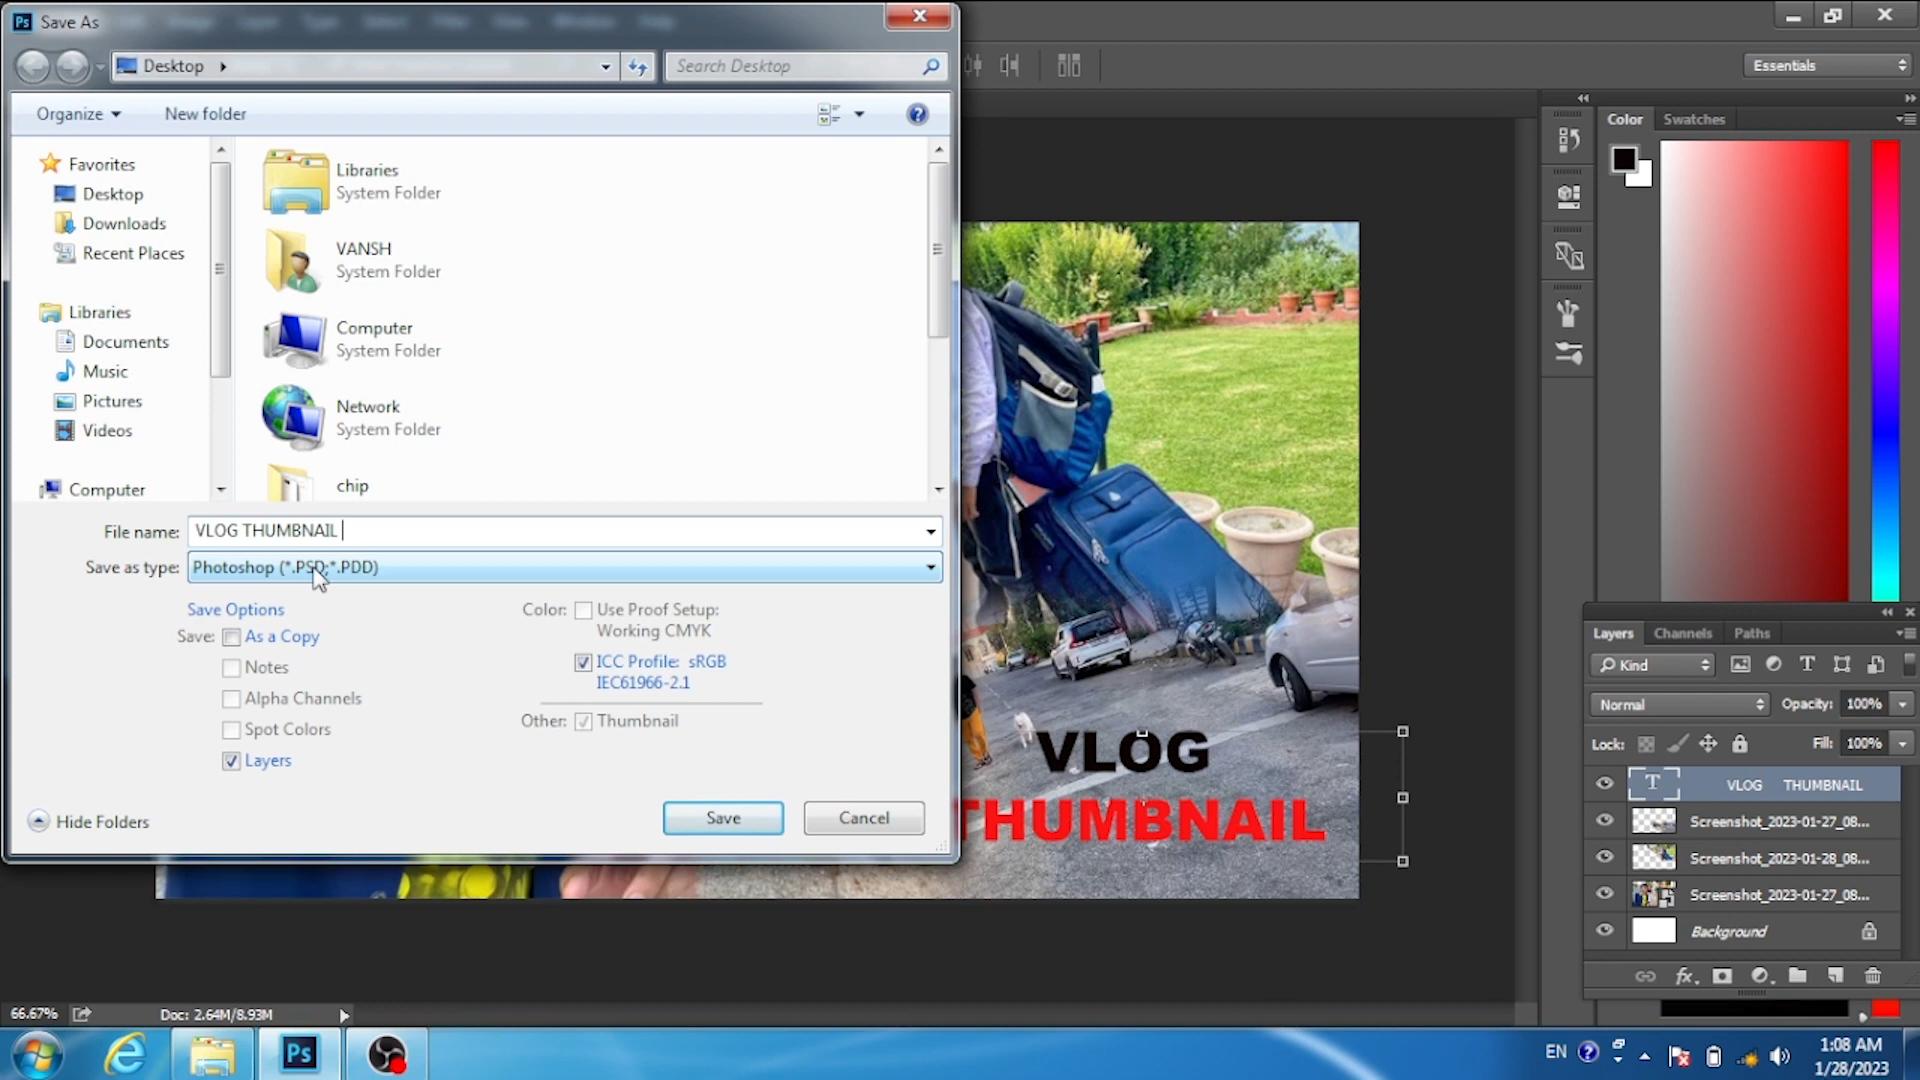 Ps Save As
Desktop
Search Desktop
Essentials
Organize
New folder
Color
Swatches
Favorites
Desktop
Downloads
Recent Places
Libraries
Documents
Music
Pictures
Videos
Computer
Libraries
System Folder
VANSH
System Folder
Computer
System Folder
Network
System Folder
chip
File name: VLOG THUMBNAIL
Save as type: Photoshop (*.PSD;*.PDD)
Save Options
Save: As a Copy
Notes
Alpha Channels
Spot Colors
Layers
Color: Use Proof Setup:
Working CMYK
ICC Profile: sRGB
IEC61966-2.1
Other: Thumbnail
Hide Folders
Save
Cancel
VLOG
THUMBNAIL
Layers
Channels
Paths
Kind
Normal
Opacity: 100%
Lock:
Fill: 100%
VLOG THUMBNAIL
Screenshot_2023-01-27_08...
Screenshot_2023-01-28_08...
Screenshot_2023-01-27_08...
Background
66.67%
Doc: 2.64M/8.93M
Ps
EN
1:08 AM
1/28/2023